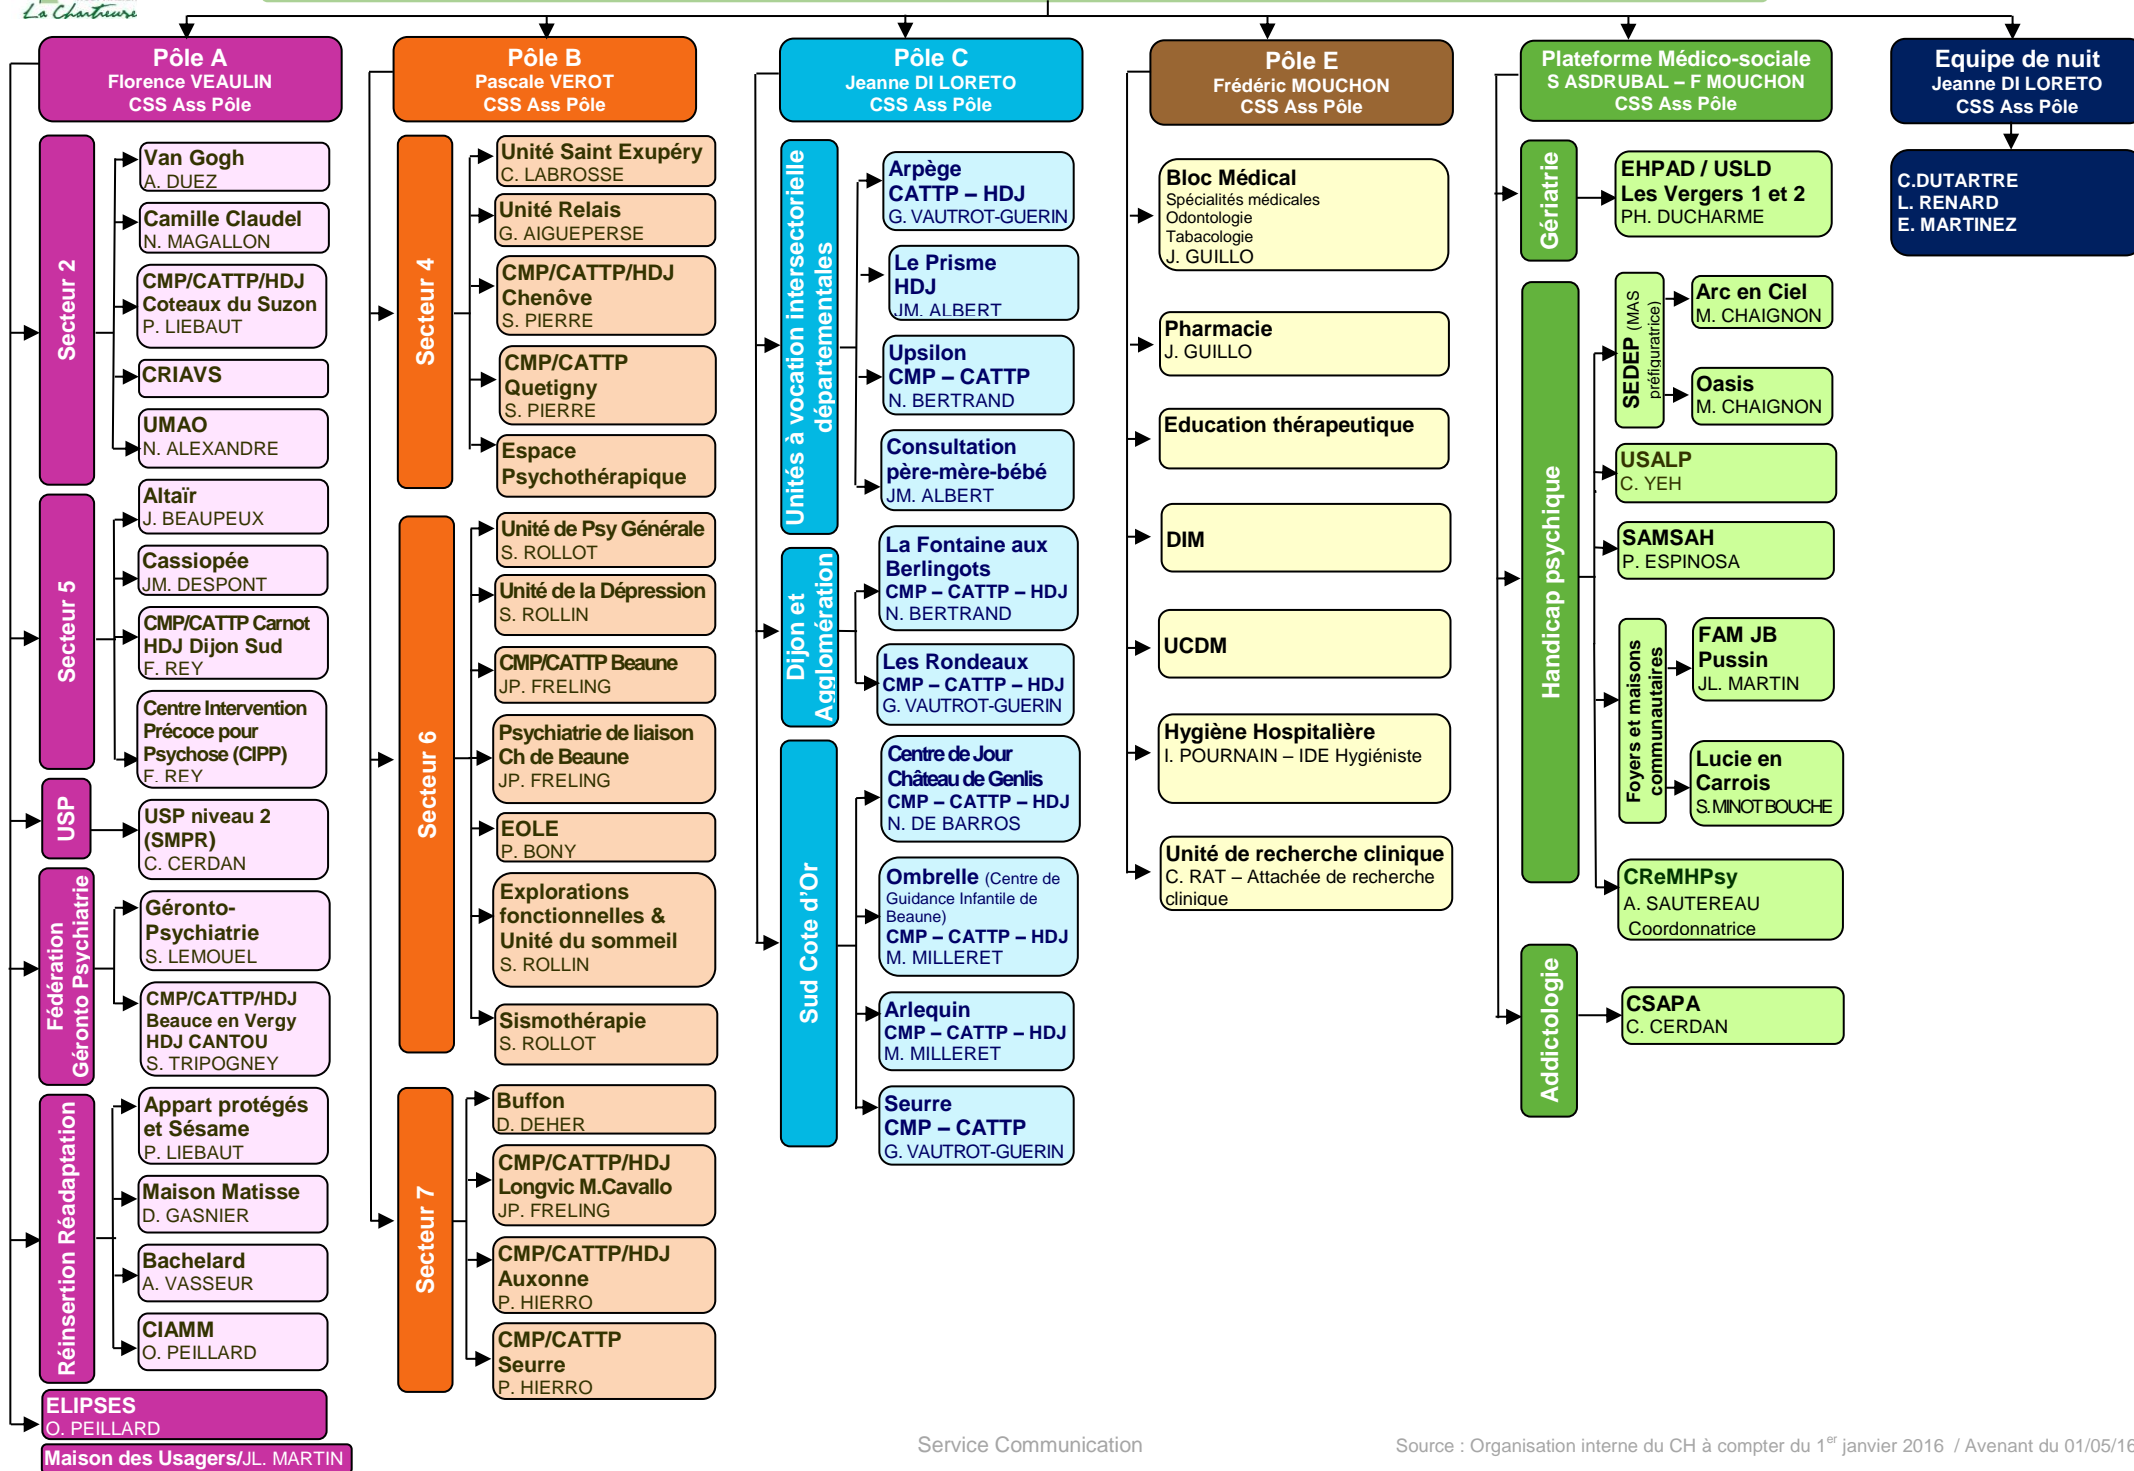 La Chartreuse
Pôle A
Florence VEAULIN
CSS Ass Pôle
Secteur 2
Van Gogh
A. DUEZ
Camille Claudel
N. MAGALLON
CMP/CATTP/HDJ
Coteaux du Suzon
P. LIEBAUT
CRIAVS
UMAO
N. ALEXANDRE
Secteur 5
Altaïr
J. BEAUPEUX
Cassiopée
JM. DESPONT
CMP/CATTP Carnot
HDJ Dijon Sud
F. REY
Centre Intervention
Précoce pour
Psychose (CIPP)
F. REY
USP
USP niveau 2
(SMPR)
C. CERDAN
Fédération
Géronto Psychiatrie
Géronto-
Psychiatrie
S. LEMOUEL
CMP/CATTP/HDJ
Beauce en Vergy
HDJ CANTOU
S. TRIPOGNEY
Réinsertion Réadaptation
Appart protégés
et Sésame
P. LIEBAUT
Maison Matisse
D. GASNIER
Bachelard
A. VASSEUR
CIAMM
O. PEILLARD
ELIPSES
O. PEILLARD
Maison des Usagers/JL. MARTIN
Pôle B
Pascale VEROT
CSS Ass Pôle
Secteur 4
Unité Saint Exupéry
C. LABROSSE
Unité Relais
G. AIGUEPERSE
CMP/CATTP/HDJ
Chenôve
S. PIERRE
CMP/CATTP
Quetigny
S. PIERRE
Espace
Psychothérapique
Secteur 6
Unité de Psy Générale
S. ROLLOT
Unité de la Dépression
S. ROLLIN
CMP/CATTP Beaune
JP. FRELING
Psychiatrie de liaison
Ch de Beaune
JP. FRELING
EOLE
P. BONY
Explorations
fonctionnelles &
Unité du sommeil
S. ROLLIN
Sismothérapie
S. ROLLOT
Secteur 7
Buffon
D. DEHER
CMP/CATTP/HDJ
Longvic M.Cavallo
JP. FRELING
CMP/CATTP/HDJ
Auxonne
P. HIERRO
CMP/CATTP
Seurre
P. HIERRO
Pôle C
Jeanne DI LORETO
CSS Ass Pôle
Unités à vocation intersectorielle
départementales
Arpège
CATTP – HDJ
G. VAUTROT-GUERIN
Le Prisme
HDJ
JM. ALBERT
Upsilon
CMP – CATTP
N. BERTRAND
Consultation
père-mère-bébé
JM. ALBERT
Dijon et
Agglomération
La Fontaine aux
Berlingots
CMP – CATTP – HDJ
N. BERTRAND
Les Rondeaux
CMP – CATTP – HDJ
G. VAUTROT-GUERIN
Sud Cote d'Or
Centre de Jour
Château de Genlis
CMP – CATTP – HDJ
N. DE BARROS
Ombrelle (Centre de
Guidance Infantile de
Beaune)
CMP – CATTP – HDJ
M. MILLERET
Arlequin
CMP – CATTP – HDJ
M. MILLERET
Seurre
CMP – CATTP
G. VAUTROT-GUERIN
Pôle E
Frédéric MOUCHON
CSS Ass Pôle
Bloc Médical
Spécialités médicales
Odontologie
Tabacologie
J. GUILLO
Pharmacie
J. GUILLO
Education thérapeutique
DIM
UCDM
Hygiène Hospitalière
I. POURNAIN – IDE Hygiéniste
Unité de recherche clinique
C. RAT – Attachée de recherche
clinique
Plateforme Médico-sociale
S ASDRUBAL – F MOUCHON
CSS Ass Pôle
Gériatrie
EHPAD / USLD
Les Vergers 1 et 2
PH. DUCHARME
Handicap psychique
SEDEP (MAS
préfiguratrice)
Arc en Ciel
M. CHAIGNON
Oasis
M. CHAIGNON
USALP
C. YEH
SAMSAH
P. ESPINOSA
Foyers et maisons
communautaires
FAM JB
Pussin
JL. MARTIN
Lucie en
Carrois
S. MINOT BOUCHE
CReMHPsy
A. SAUTEREAU
Coordonnatrice
Addictologie
CSAPA
C. CERDAN
Equipe de nuit
Jeanne DI LORETO
CSS Ass Pôle
C.DUTARTRE
L. RENARD
E. MARTINEZ
Service Communication
Source : Organisation interne du CH à compter du 1er janvier 2016 / Avenant du 01/05/16